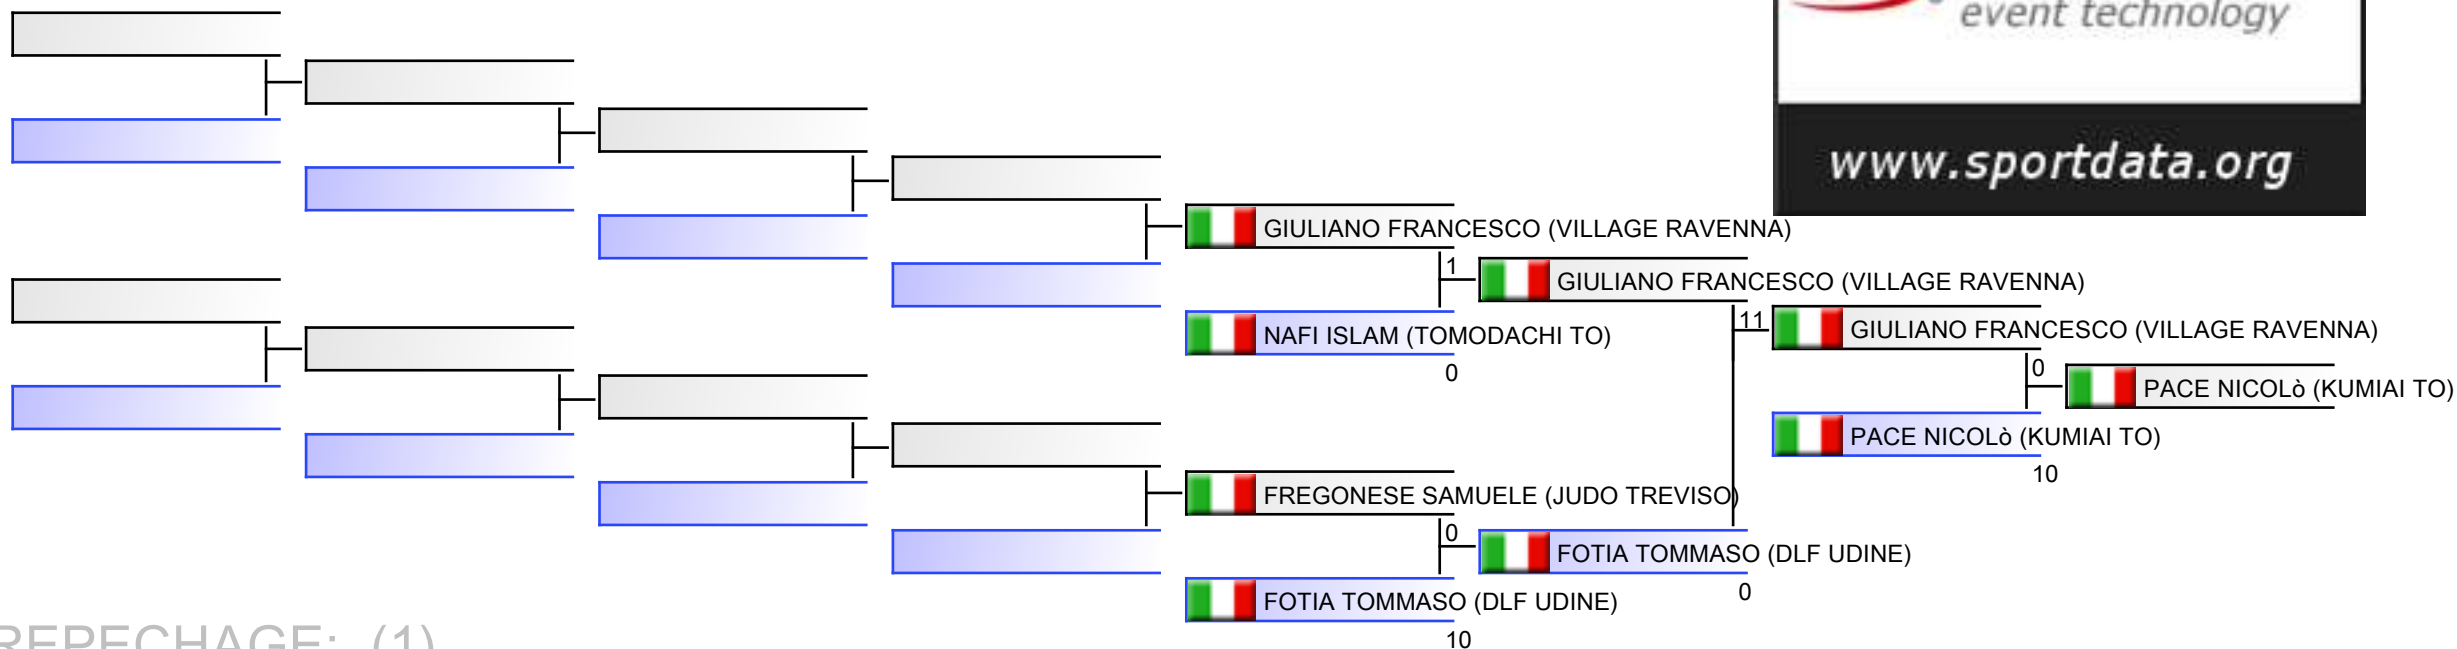 event technology
www.sportdata.org
GIULIANO FRANCESCO (VILLAGE RAVENNA)
1
GIULIANO FRANCESCO (VILLAGE RAVENNA)
NAFI ISLAM (TOMODACHI TO)
0
11
GIULIANO FRANCESCO (VILLAGE RAVENNA)
0
PACE NICOLò (KUMIAI TO)
PACE NICOLò (KUMIAI TO)
10
FREGONESE SAMUELE (JUDO TREVISO)
0
FOTIA TOMMASO (DLF UDINE)
0
FOTIA TOMMASO (DLF UDINE)
10
REPECHAGE: (1)